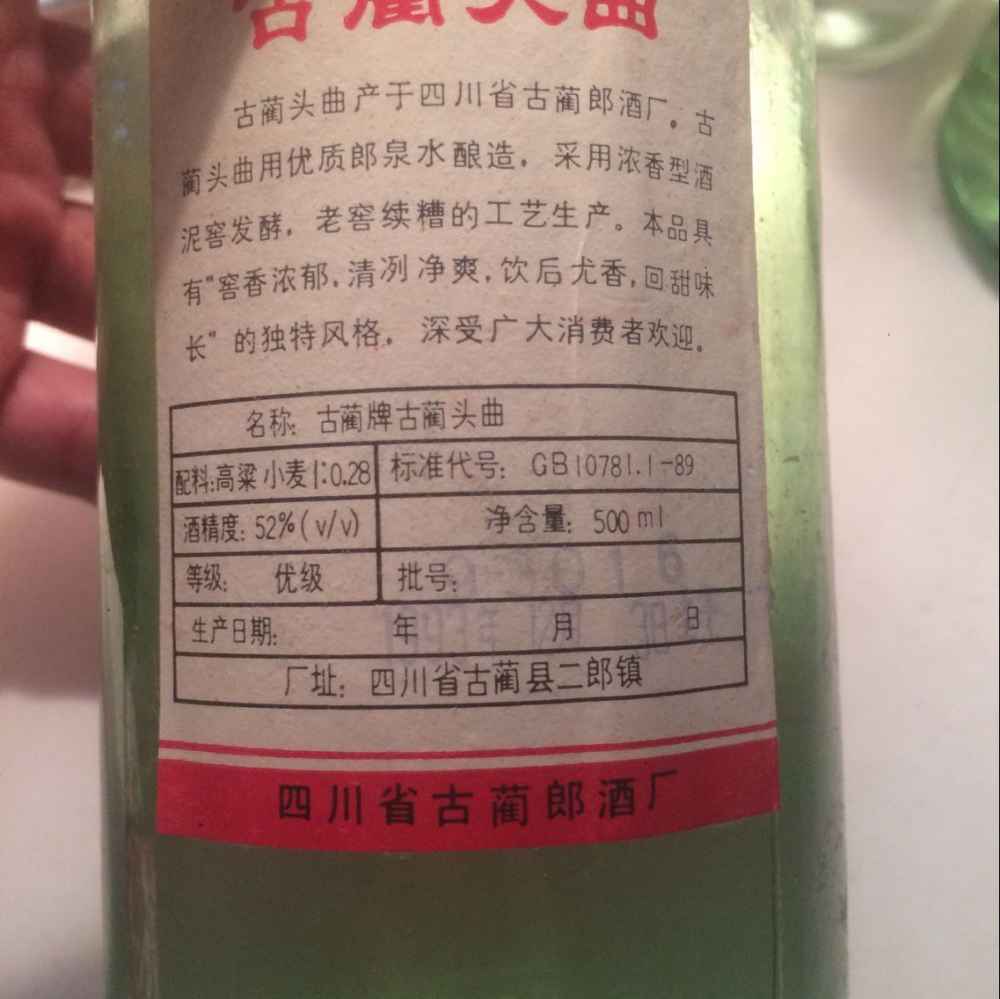 古蔺头曲
古蔺头曲产于四川省古蔺郎酒厂。古
蔺头曲用优质郎泉水酿造，采用浓香型酒
泥窖发酵，老窖续糟的工艺生产。本品具
有“窖香浓郁，清冽净爽，饮后尤香，回甜味
长”的独特风格，深受广大消费者欢迎。
名称：古蔺牌古蔺头曲
配料：高粱 小麦1:0.28 标准代号：GB10781.1-89
酒精度：52%(v/v) 净含量：500ml
等级： 优级 批号：
生产日期： 年 月 日
厂址：四川省古蔺县二郎镇
四川省古蔺郎酒厂